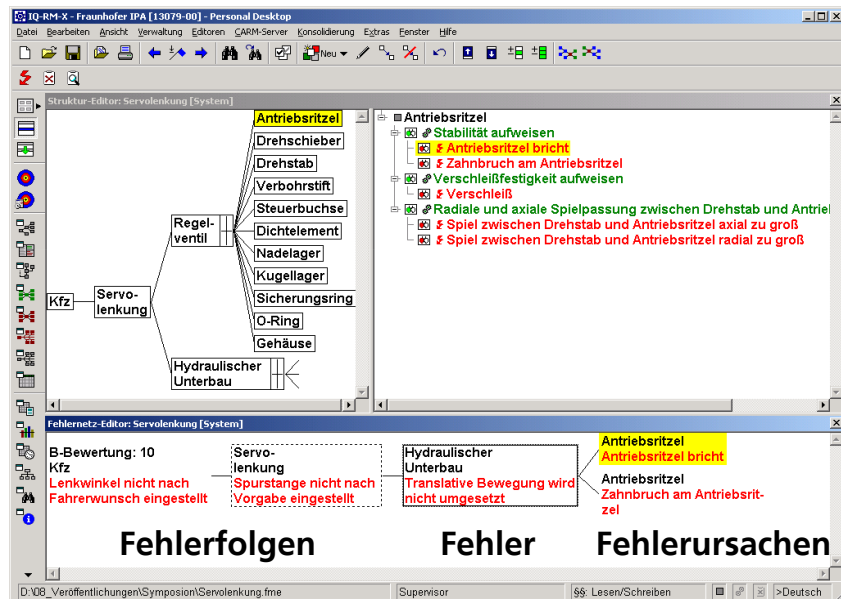 IQ-RM-X - Fraunhofer IPA [13079-00] - Personal Desktop
Datei Bearbeiten Ansicht Verwaltung Editoren CARM-Server Konsolidierung Extras Fenster Hilfe
Neu
Struktur-Editor: Servolenkung [System]
Kfz
Servo-
lenkung
Regel-
ventil
Antriebsritzel
Drehschieber
Drehstab
Verbohrstift
Steuerbuchse
Dichtelement
Nadellager
Kugellager
Sicherungsring
O-Ring
Gehäuse
Hydraulischer
Unterbau
Antriebsritzel
Stabilität aufweisen
Antriebsritzel bricht
Zahnbruch am Antriebsritzel
Verschleißfestigkeit aufweisen
Verschleiß
Radiale und axiale Spielpassung zwischen Drehstab und Antriel
Spiel zwischen Drehstab und Antriebsritzel axial zu groß
Spiel zwischen Drehstab und Antriebsritzel radial zu groß
Fehlernetz-Editor: Servolenkung [System]
B-Bewertung: 10
Kfz
Lenkwinkel nicht nach
Fahrerwunsch eingestellt
Servo-
lenkung
Spurstange nicht nach
Vorgabe eingestellt
Hydraulischer
Unterbau
Translative Bewegung wird
nicht umgesetzt
Antriebsritzel
Antriebsritzel bricht
Antriebsritzel
Zahnbruch am Antriebsrit-
zel
Fehlerfolgen Fehler Fehlerursachen
D:\08_Veröffentlichungen\Symposion\Servolenkung.fme Supervisor §§: Lesen/Schreiben >Deutsch